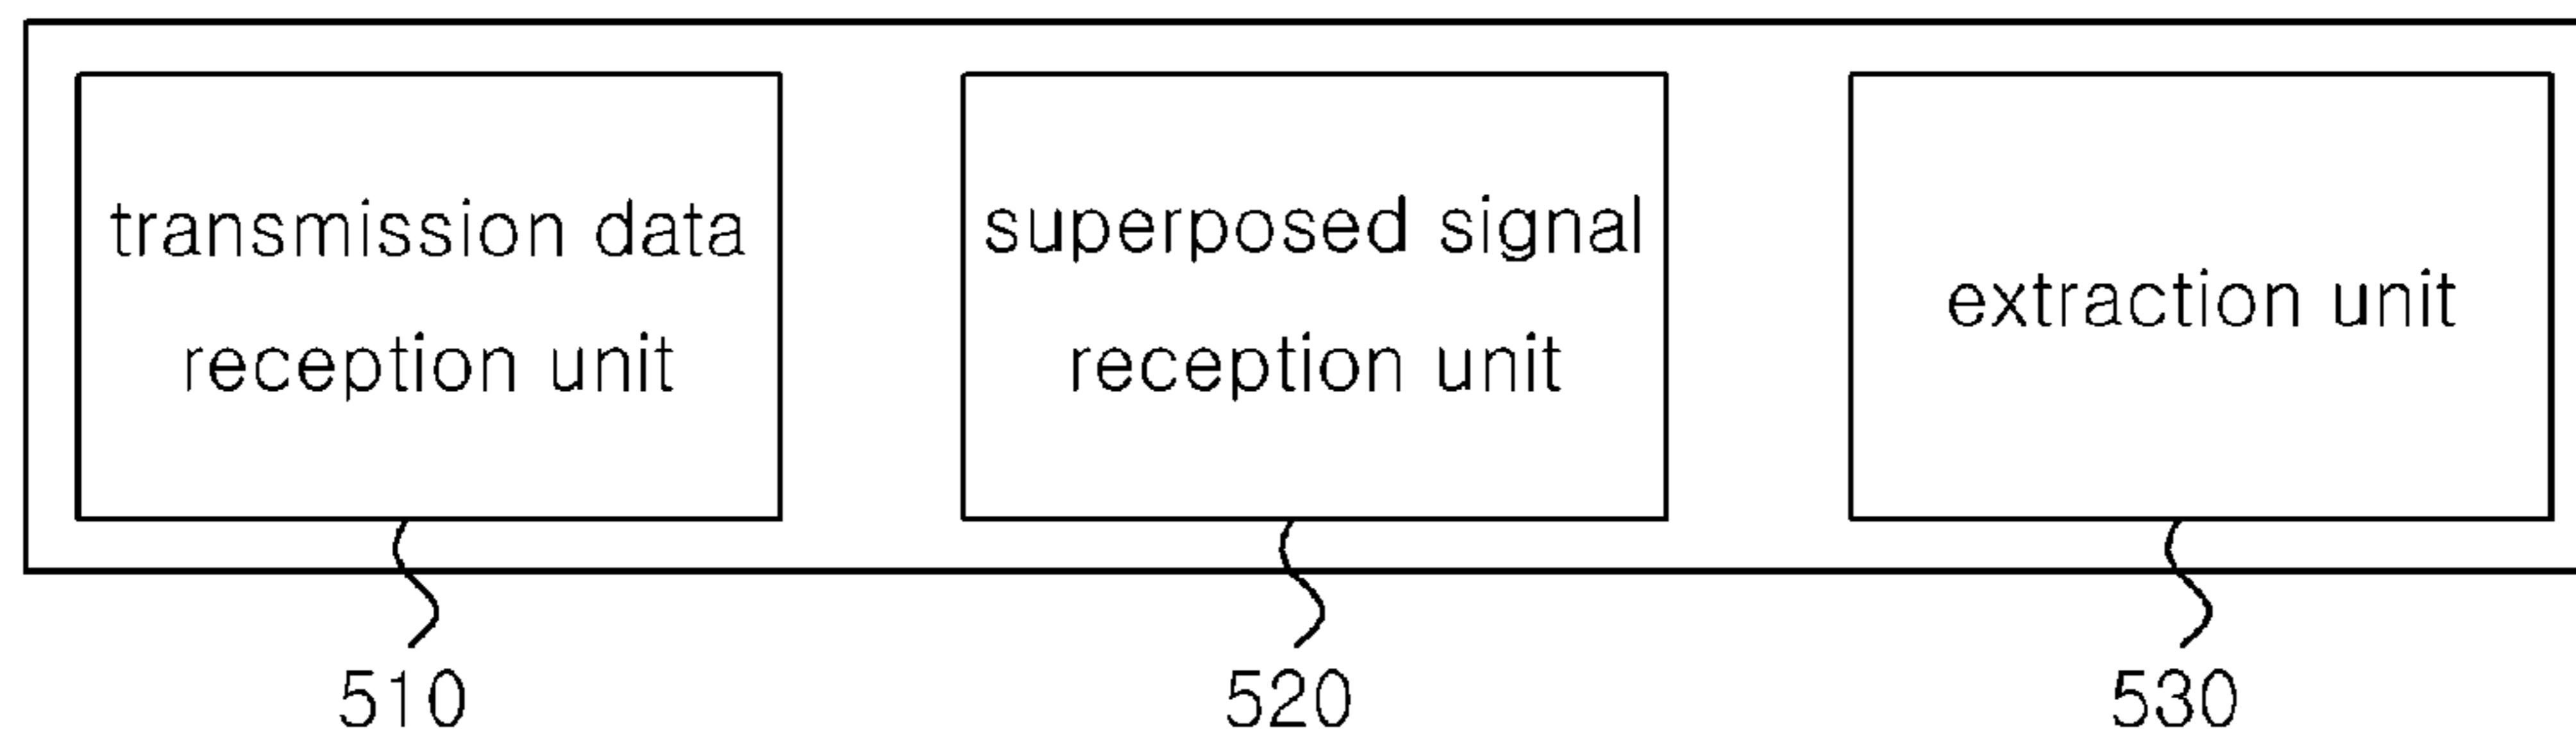 transmission data
reception unit
superposed signal
reception unit
extraction unit
510
520
530